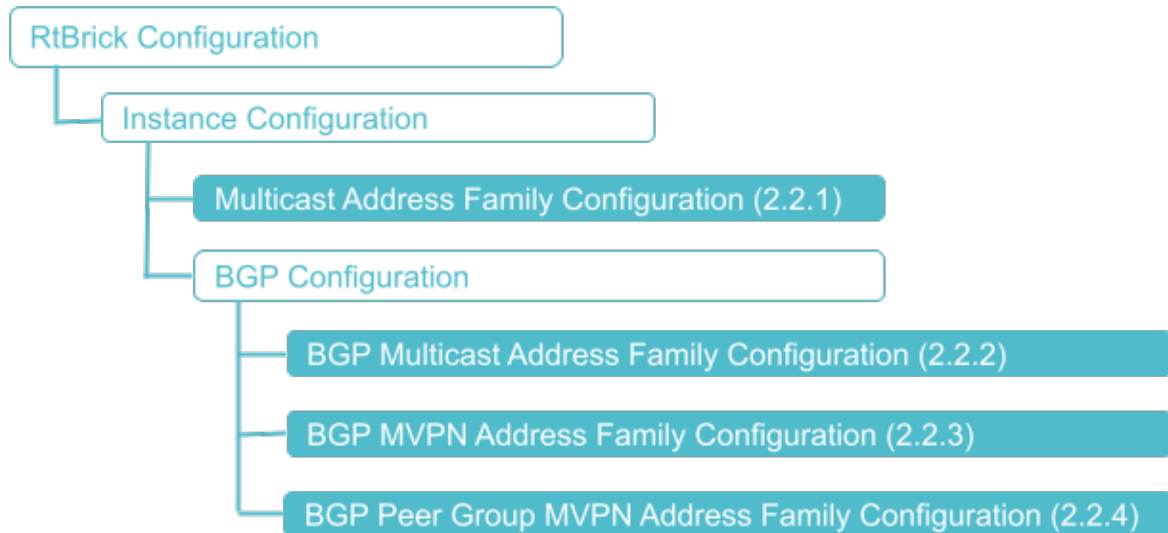 RtBrick Configuration
Instance Configuration
Multicast Address Family Configuration (2.2.1)
BGP Configuration
BGP Multicast Address Family Configuration (2.2.2)
BGP MVPN Address Family Configuration (2.2.3)
BGP Peer Group MVPN Address Family Configuration (2.2.4)